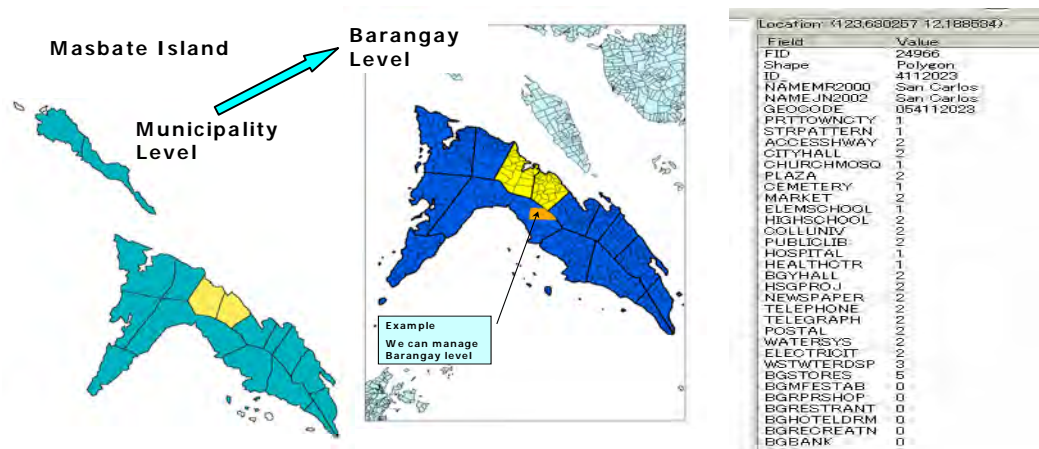 Masbate Island
Municipality
Level
Barangay
Level
Example
We can manage
Barangay level
Location: (123.680257 12.188584)
Field Value
FID 24966
Shape Polygon
ID_ 4112023
NAMEMR2000 San Carlos
NAMEJN2002 San Carlos
GEOCODE 054112023
PRTTOWNCTY 1
STRPATTERN 1
ACCESSHWAY 2
CITYHALL 2
CHURCHMOSQ 1
PLAZA 2
CEMETERY 1
MARKET 2
ELEMSCHOOL 1
HIGHSCHOOL 2
COLLUNIV 2
PUBLICLIB 2
HOSPITAL 1
HEALTHCTR 1
BGYHALL 2
HSGPROJ 2
NEWSPAPER 2
TELEPHONE 2
TELEGRAPH 2
POSTAL 2
WATERSYS 2
ELECTRICIT 2
WSTWTERDSP 3
BGSTORES 5
BGMFESTAB 0
BGRPRSHOP 0
BGRESTRANT 0
BGHOTELDRM 0
BGRECREATN 0
BGBANK 0